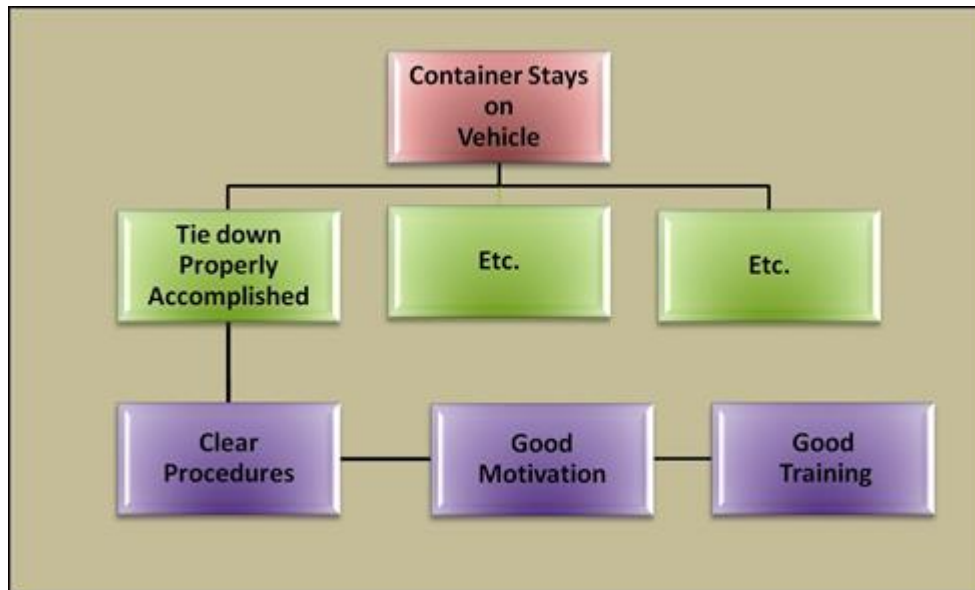 Container Stays
on
Vehicle
Tie down
Properly
Accomplished
Etc.
Etc.
Clear
Procedures
Good
Motivation
Good
Training